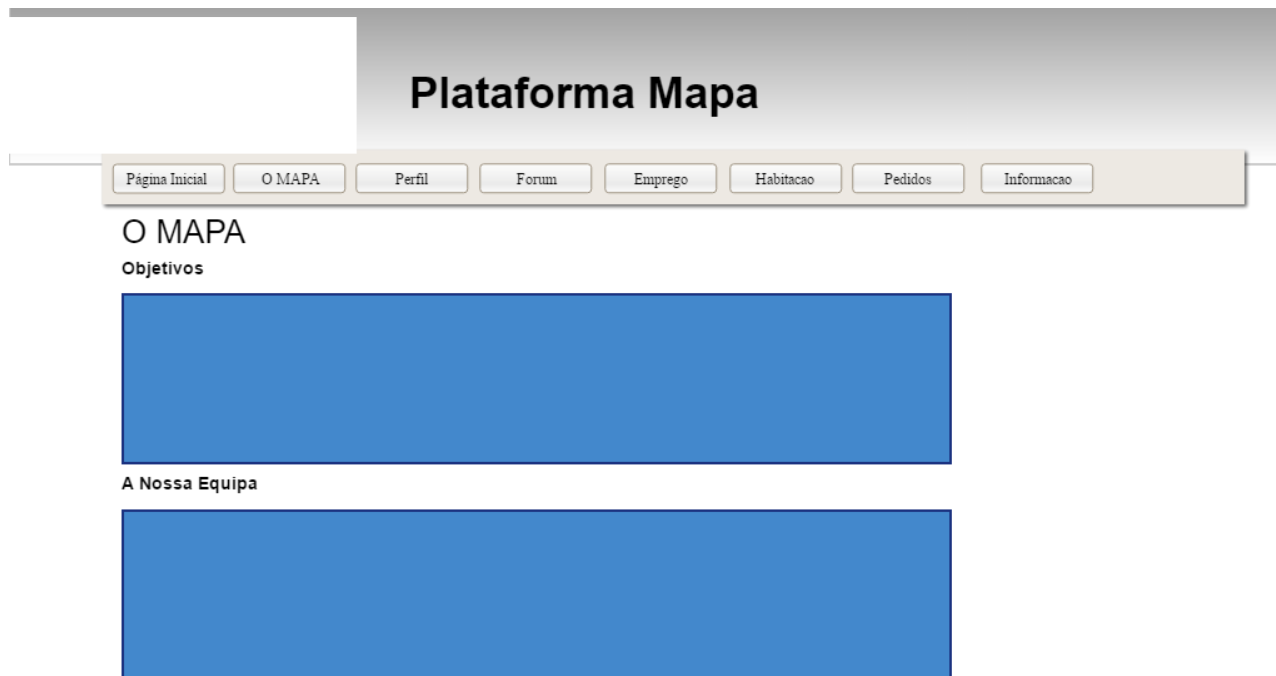 Plataforma Mapa
Página Inicial O MAPA Perfil Forum Emprego Habitacao Pedidos Informacao
O MAPA
Objetivos
A Nossa Equipa